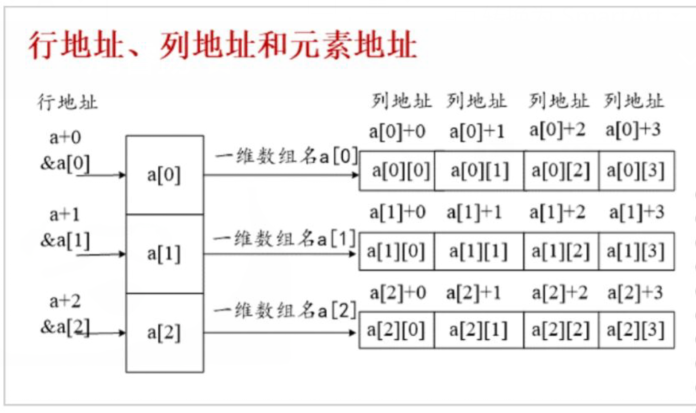 行地址、列地址和元素地址
行地址
列地址 列地址 列地址 列地址
a+0
&a[0]
a[0]
一维数组名a[0]
a[0]+0 a[0]+1 a[0]+2 a[0]+3
a[0][0] a[0][1] a[0][2] a[0][3]
a+1
&a[1]
a[1]
一维数组名a[1]
a[1]+0 a[1]+1 a[1]+2 a[1]+3
a[1][0] a[1][1] a[1][2] a[1][3]
a+2
&a[2]
a[2]
一维数组名a[2]
a[2]+0 a[2]+1 a[2]+2 a[2]+3
a[2][0] a[2][1] a[2][2] a[2][3]